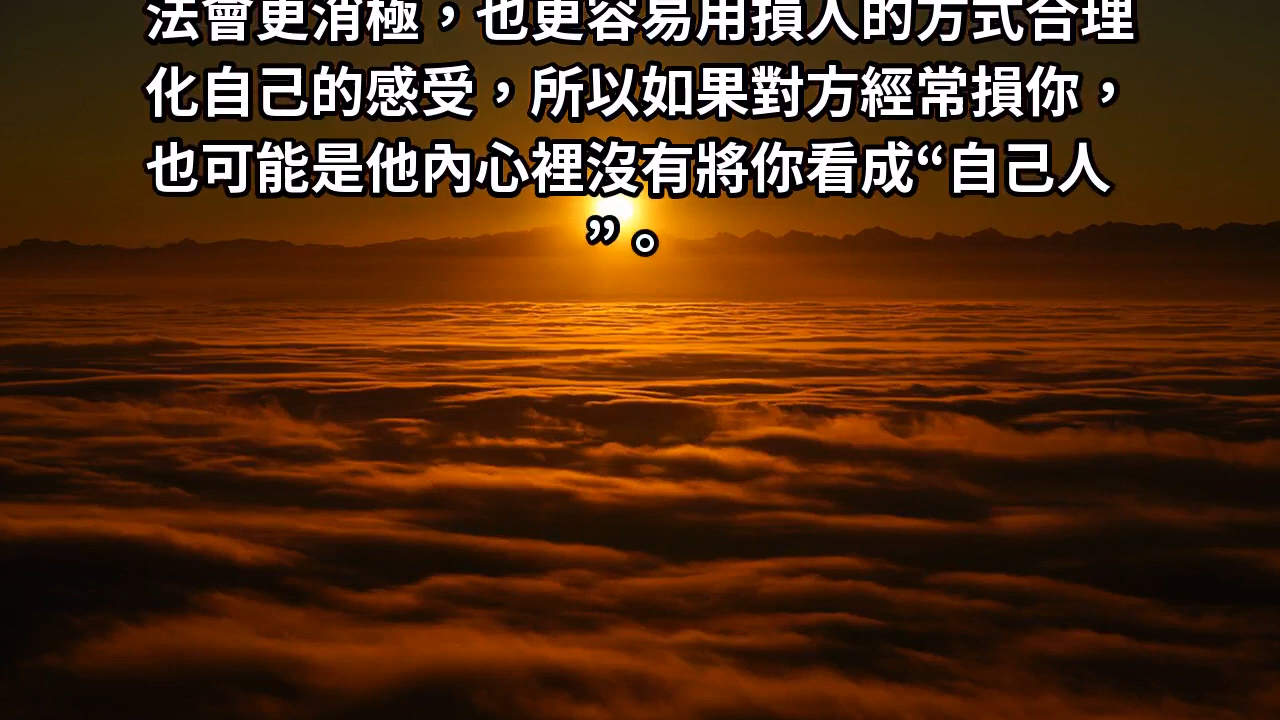 法會更消極，也更容易用損人的方式合理
化自己的感受，所以如果對方經常損你，
也可能是他內心裡沒有將你看成“自己人
”。